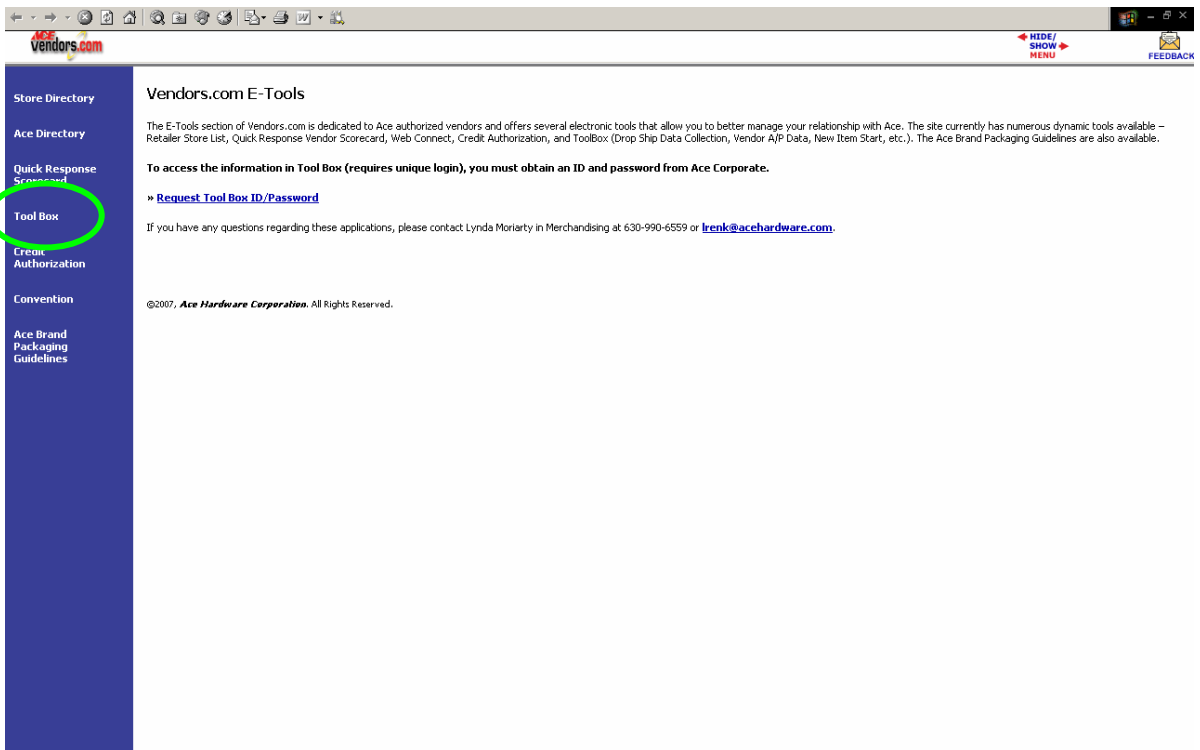 ACE
vendors.com
HIDE/
SHOW
MENU
FEEDBACK
Store Directory
Ace Directory
Quick Response
Scorecard
Tool Box
Credit
Authorization
Convention
Ace Brand
Packaging
Guidelines
Vendors.com E-Tools
The E-Tools section of Vendors.com is dedicated to Ace authorized vendors and offers several electronic tools that allow you to better manage your relationship with Ace. The site currently has numerous dynamic tools available –
Retailer Store List, Quick Response Vendor Scorecard, Web Connect, Credit Authorization, and ToolBox (Drop Ship Data Collection, Vendor A/P Data, New Item Start, etc.). The Ace Brand Packaging Guidelines are also available.
To access the information in Tool Box (requires unique login), you must obtain an ID and password from Ace Corporate.
» Request Tool Box ID/Password
If you have any questions regarding these applications, please contact Lynda Moriarty in Merchandising at 630-990-6559 or lrenk@acehardware.com.
©2007, Ace Hardware Corporation. All Rights Reserved.